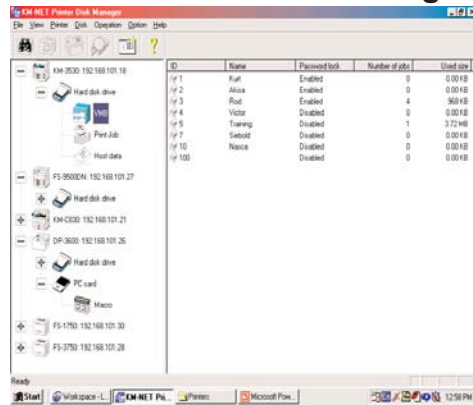 KM-NET Printer Disk Manager
File View Printer Disk Operation Option Help
ID Name Password lock Number of jobs Used size
1 Kurt Enabled 0 0.00 KB
2 Akisa Enabled 0 0.00 KB
3 Rod Enabled 4 968 KB
4 Victor Disabled 0 0.00 KB
5 Training Disabled 1 3.72 MB
7 Siebold Disabled 0 0.00 KB
10 Nasca Disabled 0 0.00 KB
100 Disabled 0 0.00 KB
KM-3530: 192.168.101.18
Hard disk drive
VMB
Print Job
Host data
FS-9500DN: 192.168.101.27
Hard disk drive
KM-C830: 192.168.101.21
DP-3600: 192.168.101.26
Hard disk drive
PC card
Macro
FS-1750: 192.168.101.30
FS-3750: 192.168.101.28
Ready
Start Workspace - L... KM-NET Pri... Printers Microsoft Pow... 12:58 PM